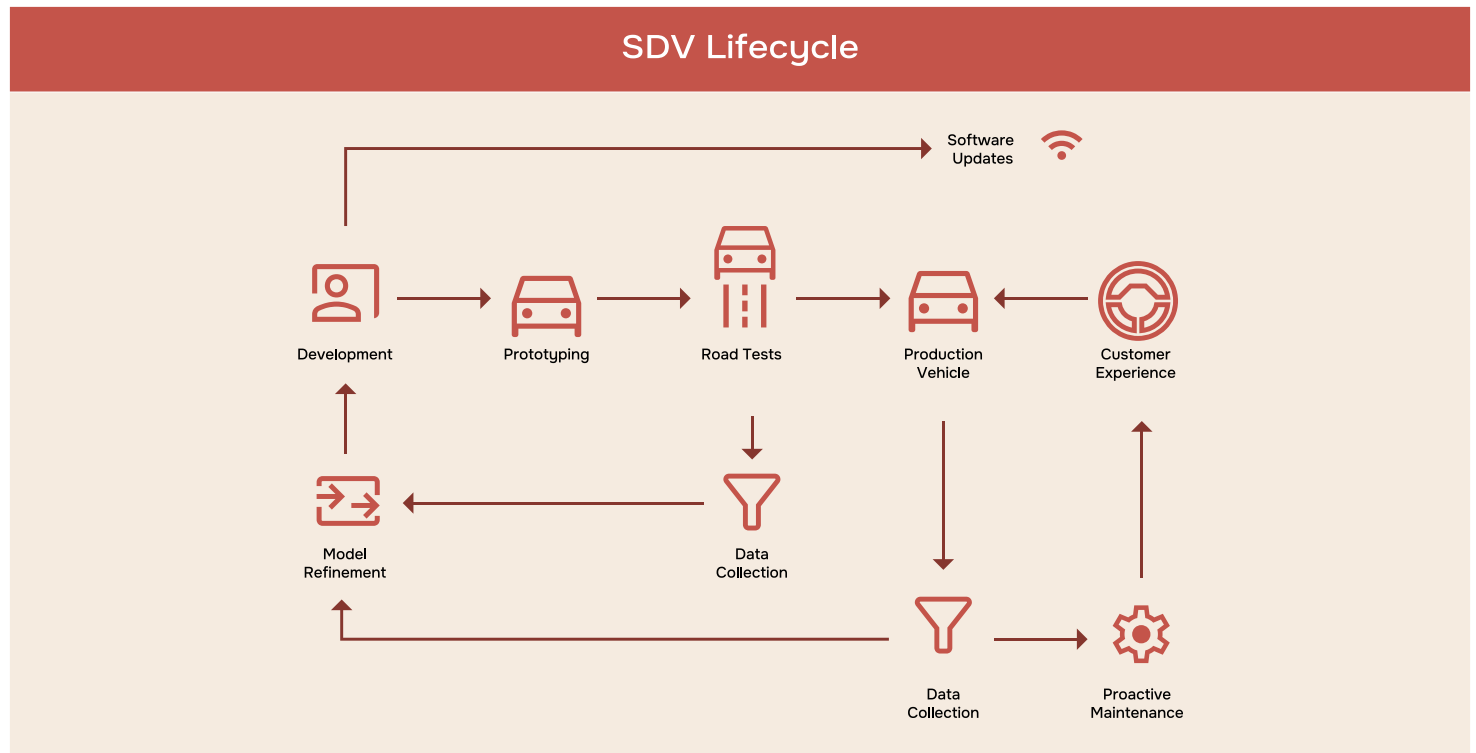 SDV Lifecycle
Software
Updates
Development
Prototyping
Road Tests
Production
Vehicle
Customer
Experience
Model
Refinement
Data
Collection
Data
Collection
Proactive
Maintenance